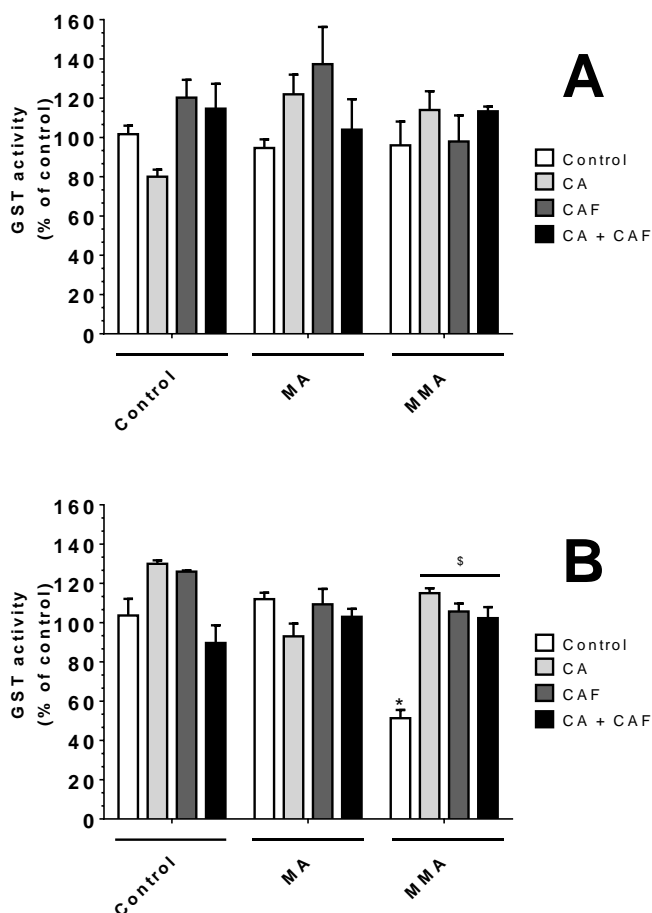 160
140
120
100
80
60
40
20
0
GST activity
(% of control)
Control
MA
MMA
A
Control
CA
CAF
CA + CAF
160
140
120
100
80
60
40
20
0
GST activity
(% of control)
*
$
Control
MA
MMA
B
Control
CA
CAF
CA + CAF